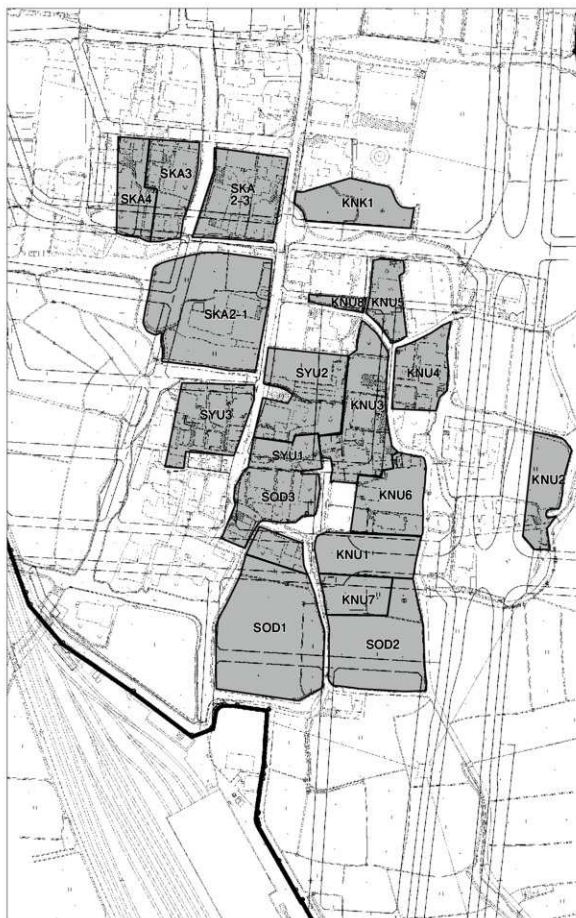 SKA3
SKA4
SKA
2-3
KNK1
SKA2-1
KNU8
KNU5
SYU2
KNU4
KNU3
SYU3
SYU1
KNU2
SOD3
KNU6
KNU1
KNU7
SOD1
SOD2